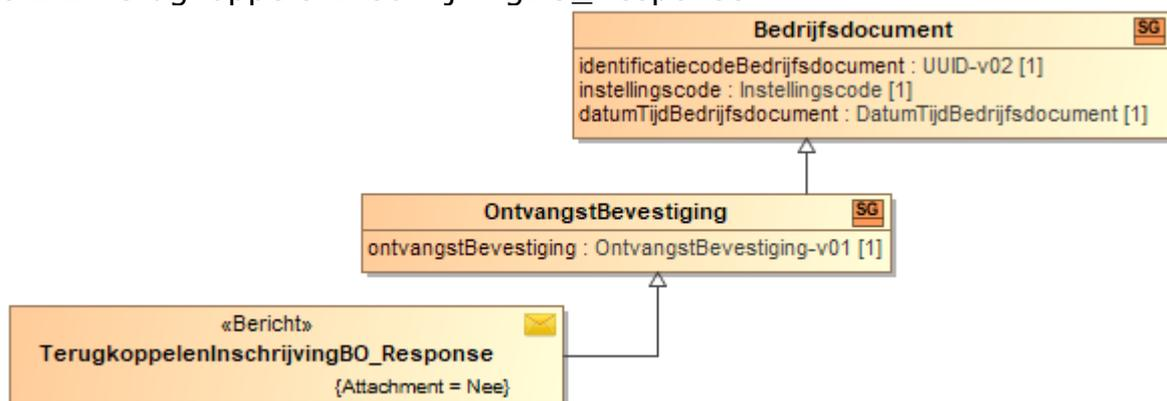 Bedrijfsdocument
SG
identificatiecodeBedrijfsdocument : UUID-v02 [1]
instellingscode : Instellingscode [1]
datumTijdBedrijfsdocument : DatumTijdBedrijfsdocument [1]
OntvangstBevestiging
SG
ontvangstBevestiging : OntvangstBevestiging-v01 [1]
«Bericht»
TerugkoppelenInschrijvingBO_Response
{Attachment = Nee}